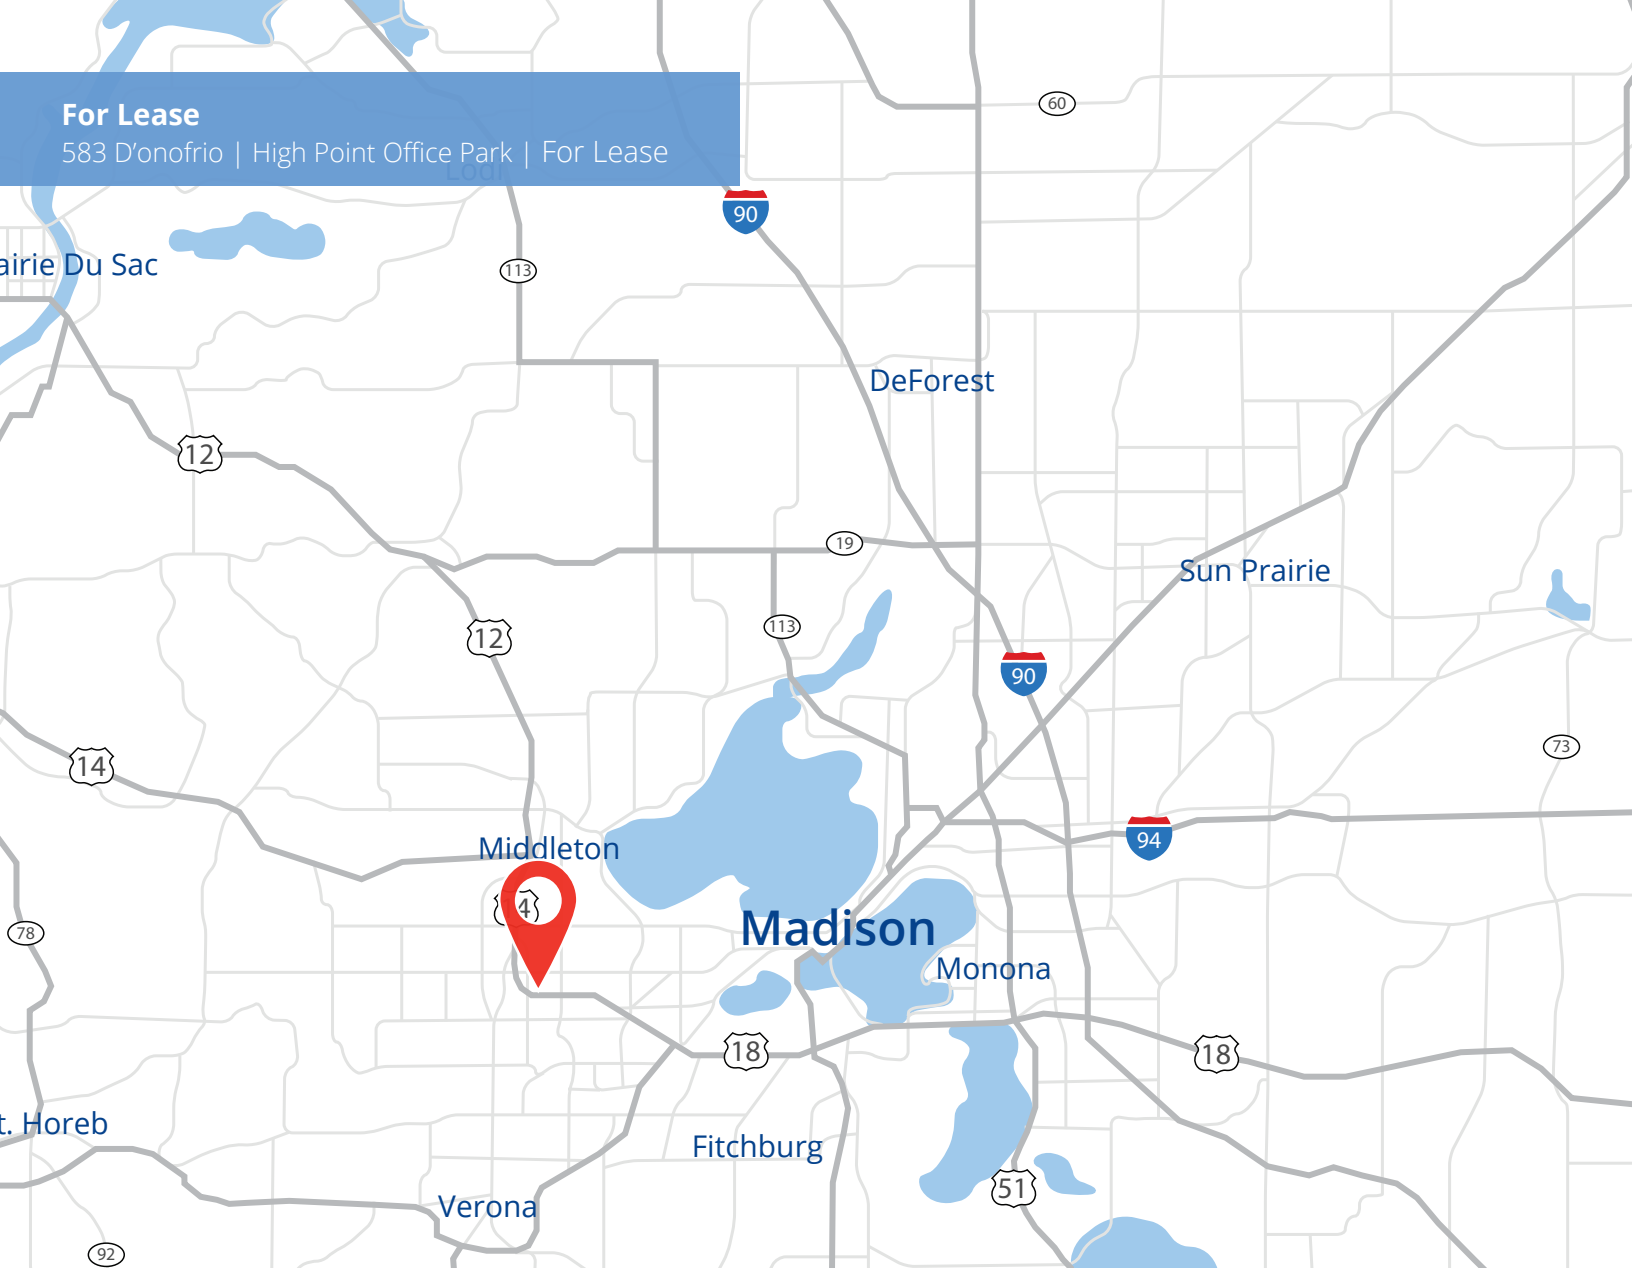 For Lease
583 D’onofrio | High Point Office Park | For Lease
Lodi
60
90
113
airie Du Sac
DeForest
12
19
Sun Prairie
12
113
90
14
73
94
Middleton
4
78
Madison
Monona
18
18
t. Horeb
Fitchburg
51
Verona
92